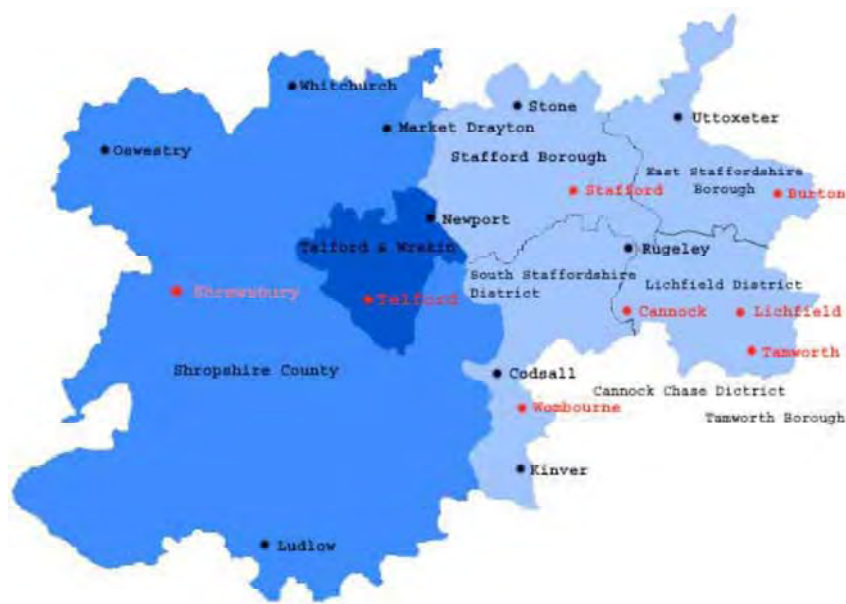 Whitchurch
Stone
Uttoxeter
Market Drayton
Oswestry
Stafford Borough
East Staffordshire
Borough
Stafford
Burton
Newport
Telford & Wrekin
Rugeley
South Staffordshire
District
Lichfield District
Shrewsbury
Telford
Cannock
Lichfield
Tamworth
Shropshire County
Codsall
Cannock Chase Dictrict
Wombourne
Tamworth Borough
Kinver
Ludlow